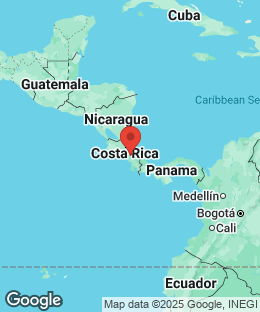 Cuba
Guatemala
Caribbean Se
Nicaragua
Costa Rica
Panama
Medellín
Bogotá
Cali
Ecuador
Google
Map data ©2025 Google, INEGI